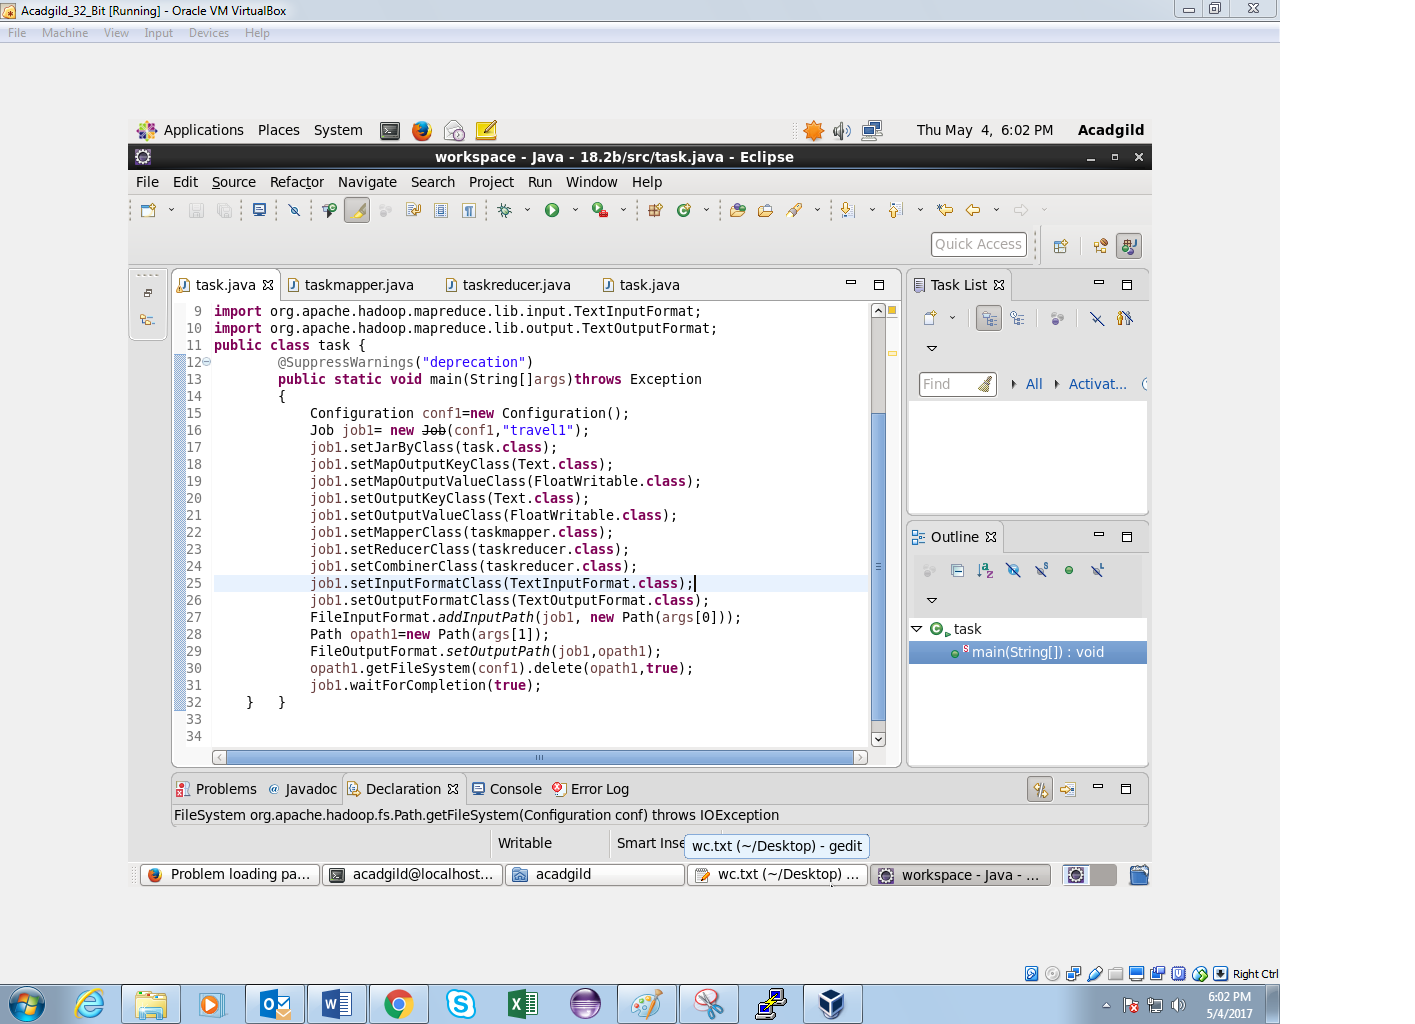 Acadgild_32_Bit [Running] - Oracle VM VirtualBox
File Machine View Input Devices Help
Applications Places System Thu May 4, 6:02 PM Acadgild
workspace - Java - 18.2b/src/task.java - Eclipse
File Edit Source Refactor Navigate Search Project Run Window Help
Quick Access
task.java taskmapper.java taskreducer.java task.java
9 import org.apache.hadoop.mapreduce.lib.input.TextInputFormat;
10 import org.apache.hadoop.mapreduce.lib.output.TextOutputFormat;
11 public class task {
12 @SuppressWarnings("deprecation")
13 public static void main(String[]args)throws Exception
14 {
15 Configuration conf1=new Configuration();
16 Job job1= new Job(conf1,"travel1");
17 job1.setJarByClass(task.class);
18 job1.setMapOutputKeyClass(Text.class);
19 job1.setMapOutputValueClass(FloatWritable.class);
20 job1.setOutputKeyClass(Text.class);
21 job1.setOutputValueClass(FloatWritable.class);
22 job1.setMapperClass(taskmapper.class);
23 job1.setReducerClass(taskreducer.class);
24 job1.setCombinerClass(taskreducer.class);
25 job1.setInputFormatClass(TextInputFormat.class);
26 job1.setOutputFormatClass(TextOutputFormat.class);
27 FileInputFormat.addInputPath(job1, new Path(args[0]));
28 Path opath1=new Path(args[1]);
29 FileOutputFormat.setOutputPath(job1,opath1);
30 opath1.getFileSystem(conf1).delete(opath1,true);
31 job1.waitForCompletion(true);
32 } }
33
34
Task List
Find All Activat...
Outline
task
main(String[]) : void
Problems Javadoc Declaration Console Error Log
FileSystem org.apache.hadoop.fs.Path.getFileSystem(Configuration conf) throws IOException
Writable Smart Inse
wc.txt (~/Desktop) - gedit
Problem loading pa... acadgild@localhost... acadgild wc.txt (~/Desktop) ... workspace - Java - ...
Right Ctrl
6:02 PM
5/4/2017